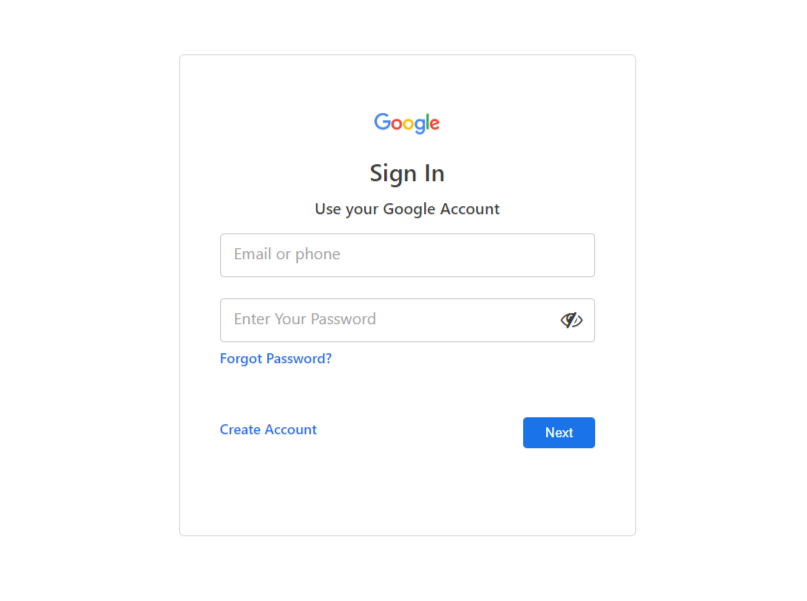 Google
Sign In
Use your Google Account
Email or phone
Enter Your Password
Forgot Password?
Create Account
Next